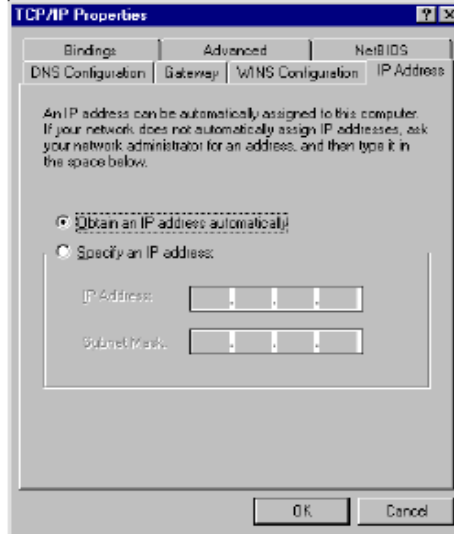 TCP/IP Properties
Bindings Advanced NetBIOS
DNS Configuration Gateway WINS Configuration IP Address
An IP address can be automatically assigned to this computer.
If your network does not automatically assign IP addresses, ask
your network administrator for an address, and then type it in
the space below.
Obtain an IP address automatically
Specify an IP address:
IP Address:
Subnet Mask:
OK Cancel